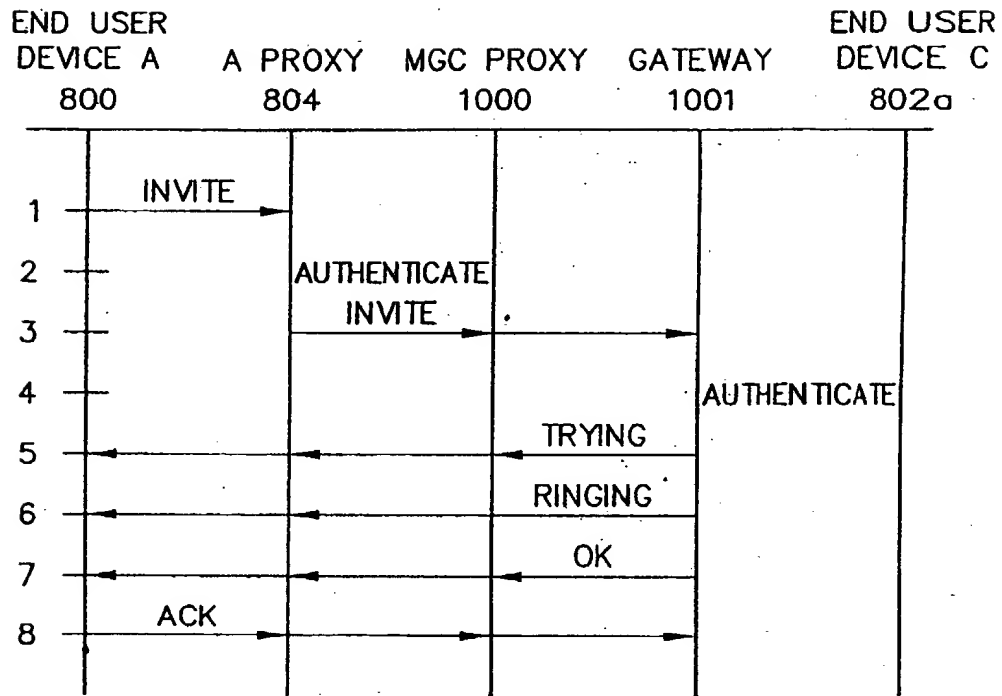 END USER END USER
DEVICE A A PROXY MGC PROXY GATEWAY DEVICE C
800 804 1000 1001 802a
1 INVITE
2 AUTHENTICATE
INVITE
3
4 AUTHENTICATE
TRYING
5
RINGING
6
OK
7
ACK
8